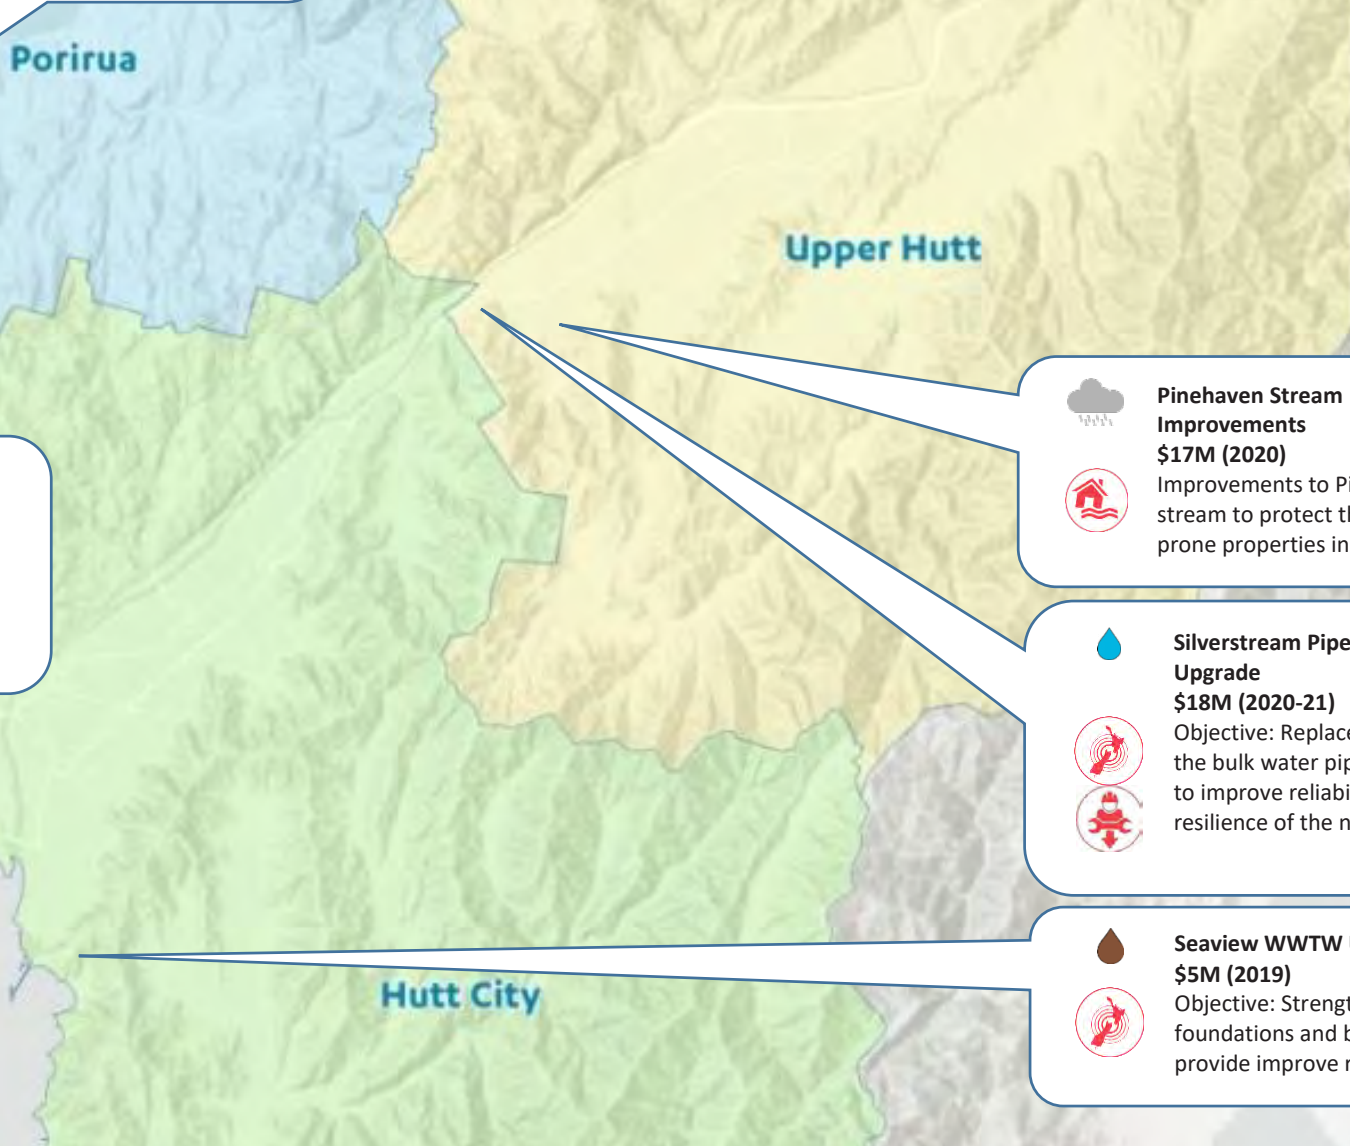 Porirua
Upper Hutt
Pinehaven Stream
Improvements
$17M (2020)
Improvements to
stream to protect
prone properties in
Silverstream Pipe
Upgrade
$18M (2020-21)
Objective: Replace
the bulk water
to improve
resilience of the
Seaview WWTW
$5M (2019)
Objective:
foundations and
provide improve
Hutt City